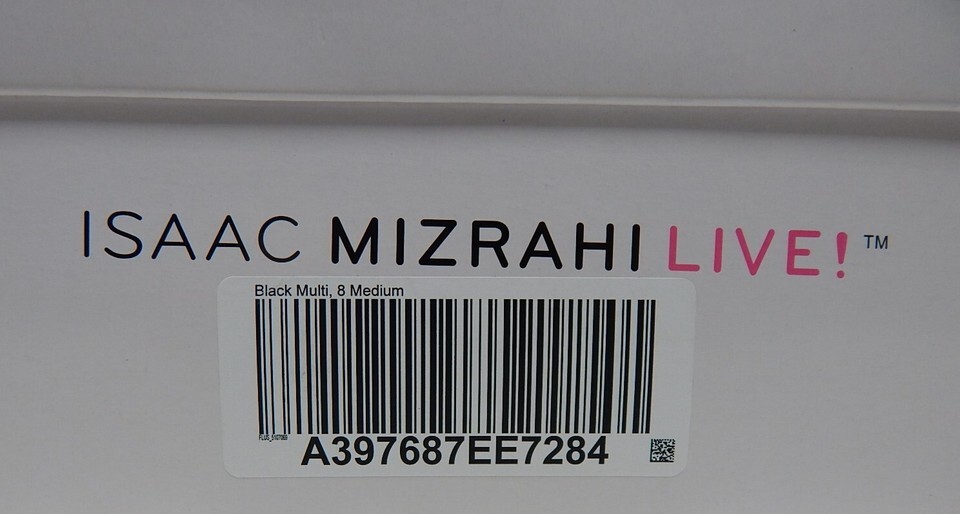 ISAAC MIZRAHI LIVE! ™
Black Multi, 8 Medium
A397687EE7284